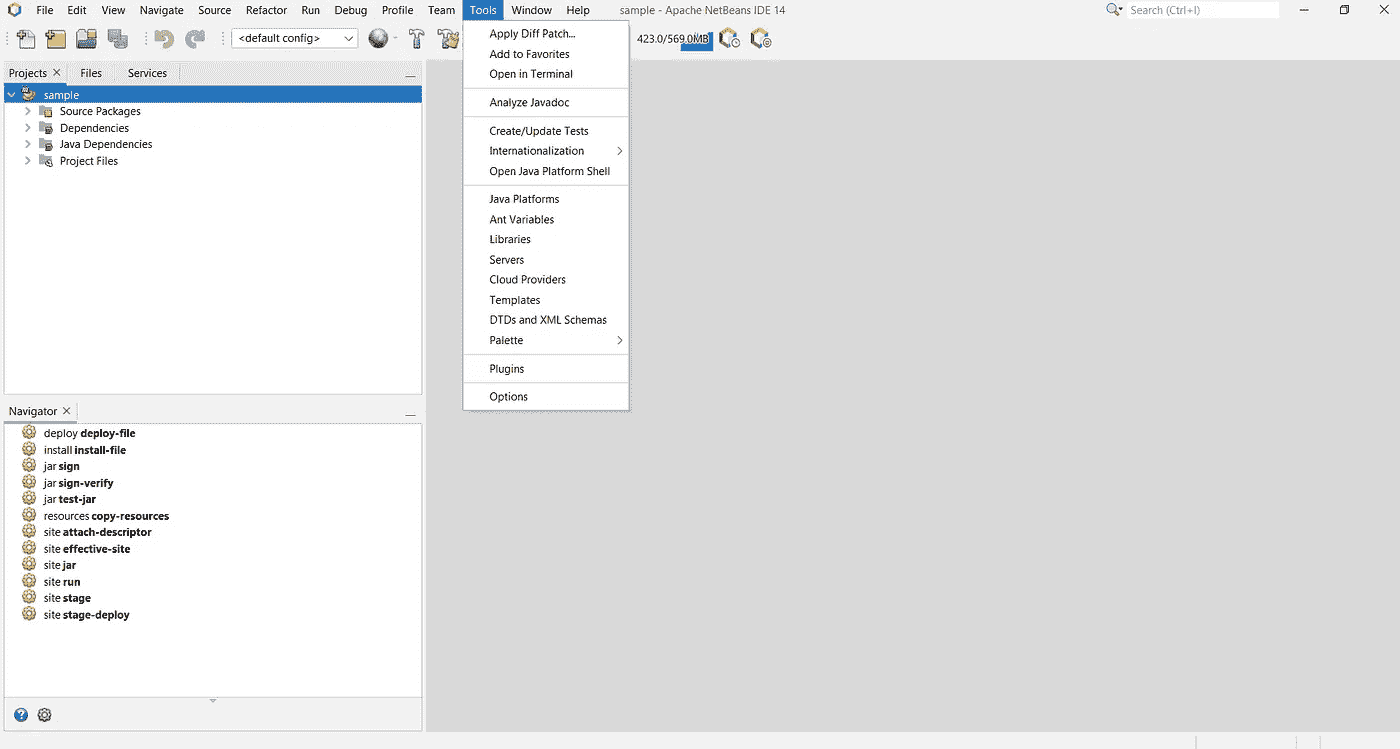 File Edit View Navigate Source Refactor Run Debug Profile Team Tools Window Help sample - Apache NetBeans IDE 14 Search (Ctrl+I)
<default config> 423.0/569.0MB
Projects Files Services
sample
Source Packages
Dependencies
Java Dependencies
Project Files
Apply Diff Patch...
Add to Favorites
Open in Terminal
Analyze Javadoc
Create/Update Tests
Internationalization
Open Java Platform Shell
Java Platforms
Ant Variables
Libraries
Servers
Cloud Providers
Templates
DTDs and XML Schemas
Palette
Plugins
Options
Navigator
deploy deploy-file
install install-file
jar sign
jar sign-verify
jar test-jar
resources copy-resources
site attach-descriptor
site effective-site
site jar
site run
site stage
site stage-deploy